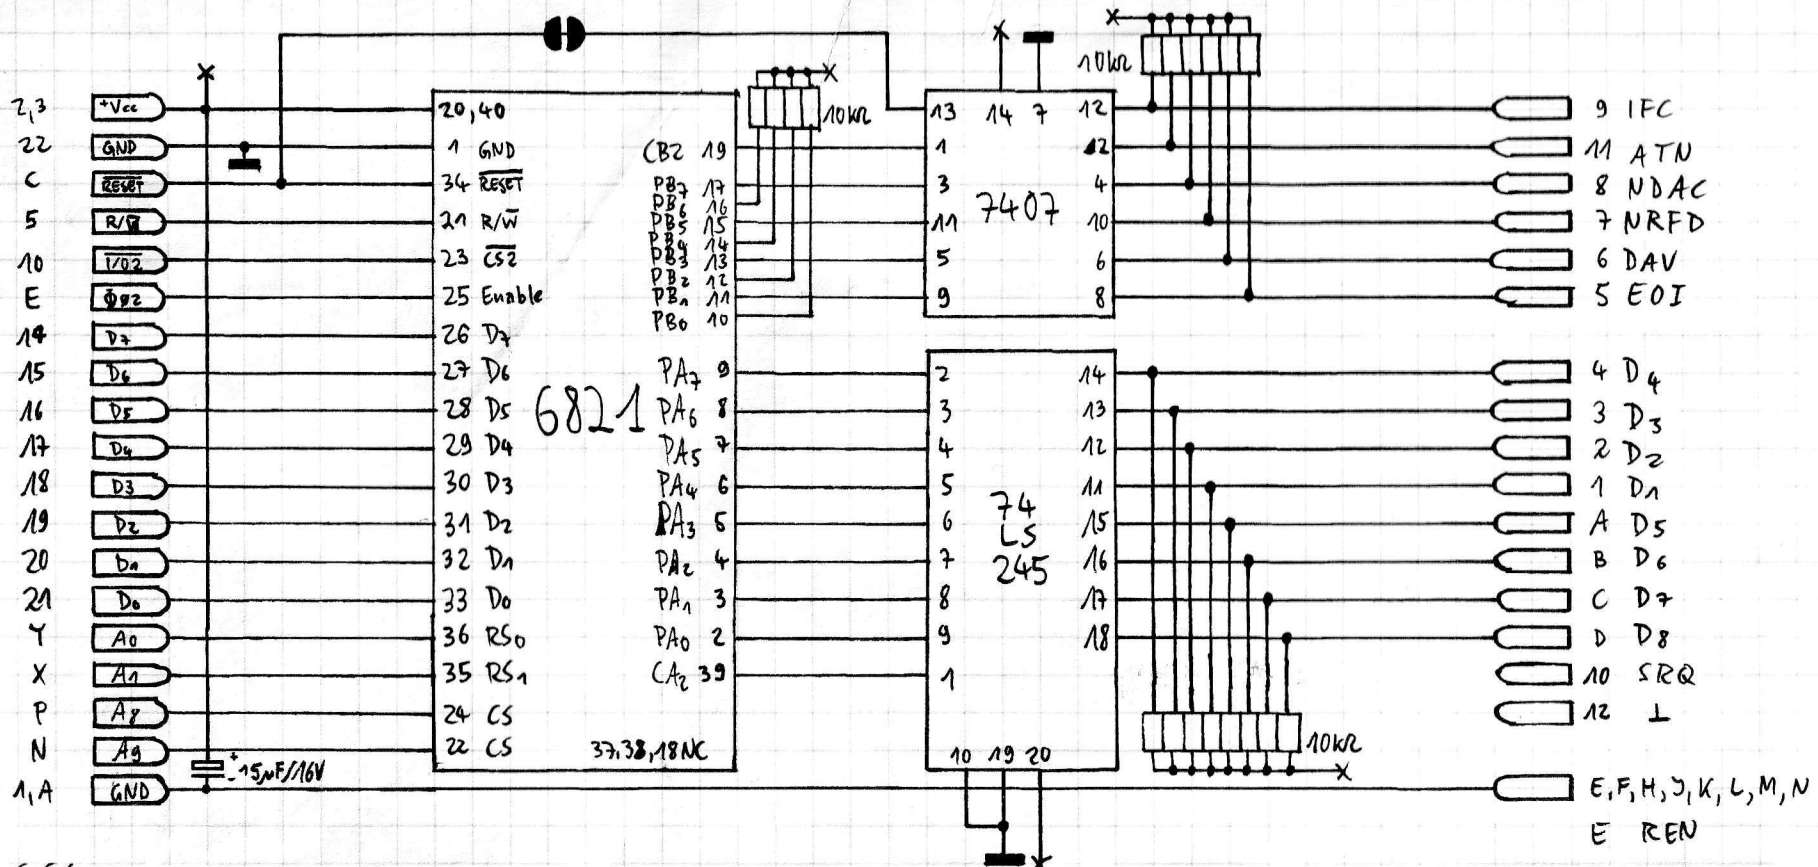 10kΩ
2,3 +Vcc 20,40 10kΩ 13 14 7 12 9 IFC
22 GND 1 GND CB2 19 1 2 11 ATN
C RESET 34 RESET PB7 17 3 4 8 NDAC
PB6 16 7407
5 R/W 21 R/W PB5 15 11 10 7 NRFD
PB4 14
10 I/O2 23 CS2 PB3 13 5 6 6 DAV
PB2 12
E Φ02 25 Enable PB1 11 9 8 5 EOI
PB0 10
14 D7 26 D7
15 D6 27 D6 PA7 9 2 14 4 D4
16 D5 28 D5 6821 PA6 8 3 13 3 D3
17 D4 29 D4 PA5 7 4 12 2 D2
18 D3 30 D3 PA4 6 5 11 1 D1
74
19 D2 31 D2 PA3 5 6 15 A D5
LS
20 D1 32 D1 PA2 4 7 16 B D6
245
21 D0 33 D0 PA1 3 8 17 C D7
Y A0 36 RS0 PA0 2 9 18 D D8
X A1 35 RS1 CA2 39 1 10 SRQ
P A8 24 CS 12 ⊥
N A9 22 CS 37,38,18NC 10 19 20 10kΩ
+
- 15µF/16V
1,A GND E,F,H,J,K,L,M,N
E REN